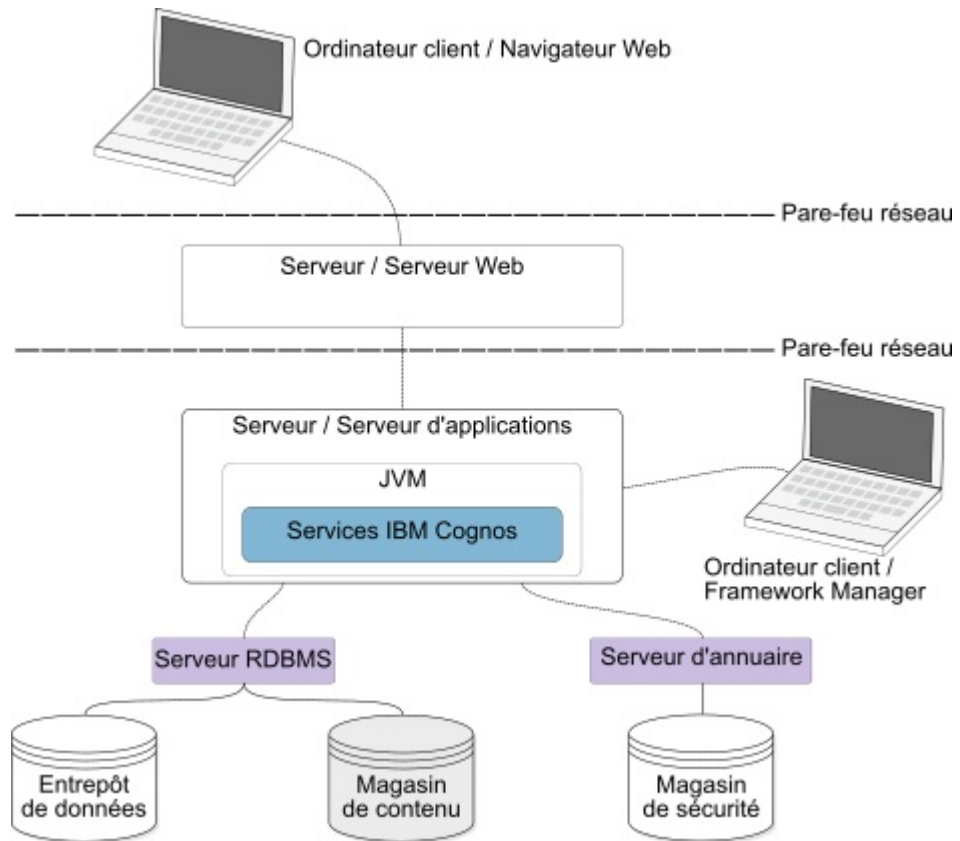 Ordinateur client / Navigateur Web
Pare-feu réseau
Serveur / Serveur Web
Pare-feu réseau
Serveur / Serveur d'applications
JVM
Services IBM Cognos
Ordinateur client /
Framework Manager
Serveur RDBMS
Serveur d'annuaire
Entrepôt
de données
Magasin
de contenu
Magasin
de sécurité